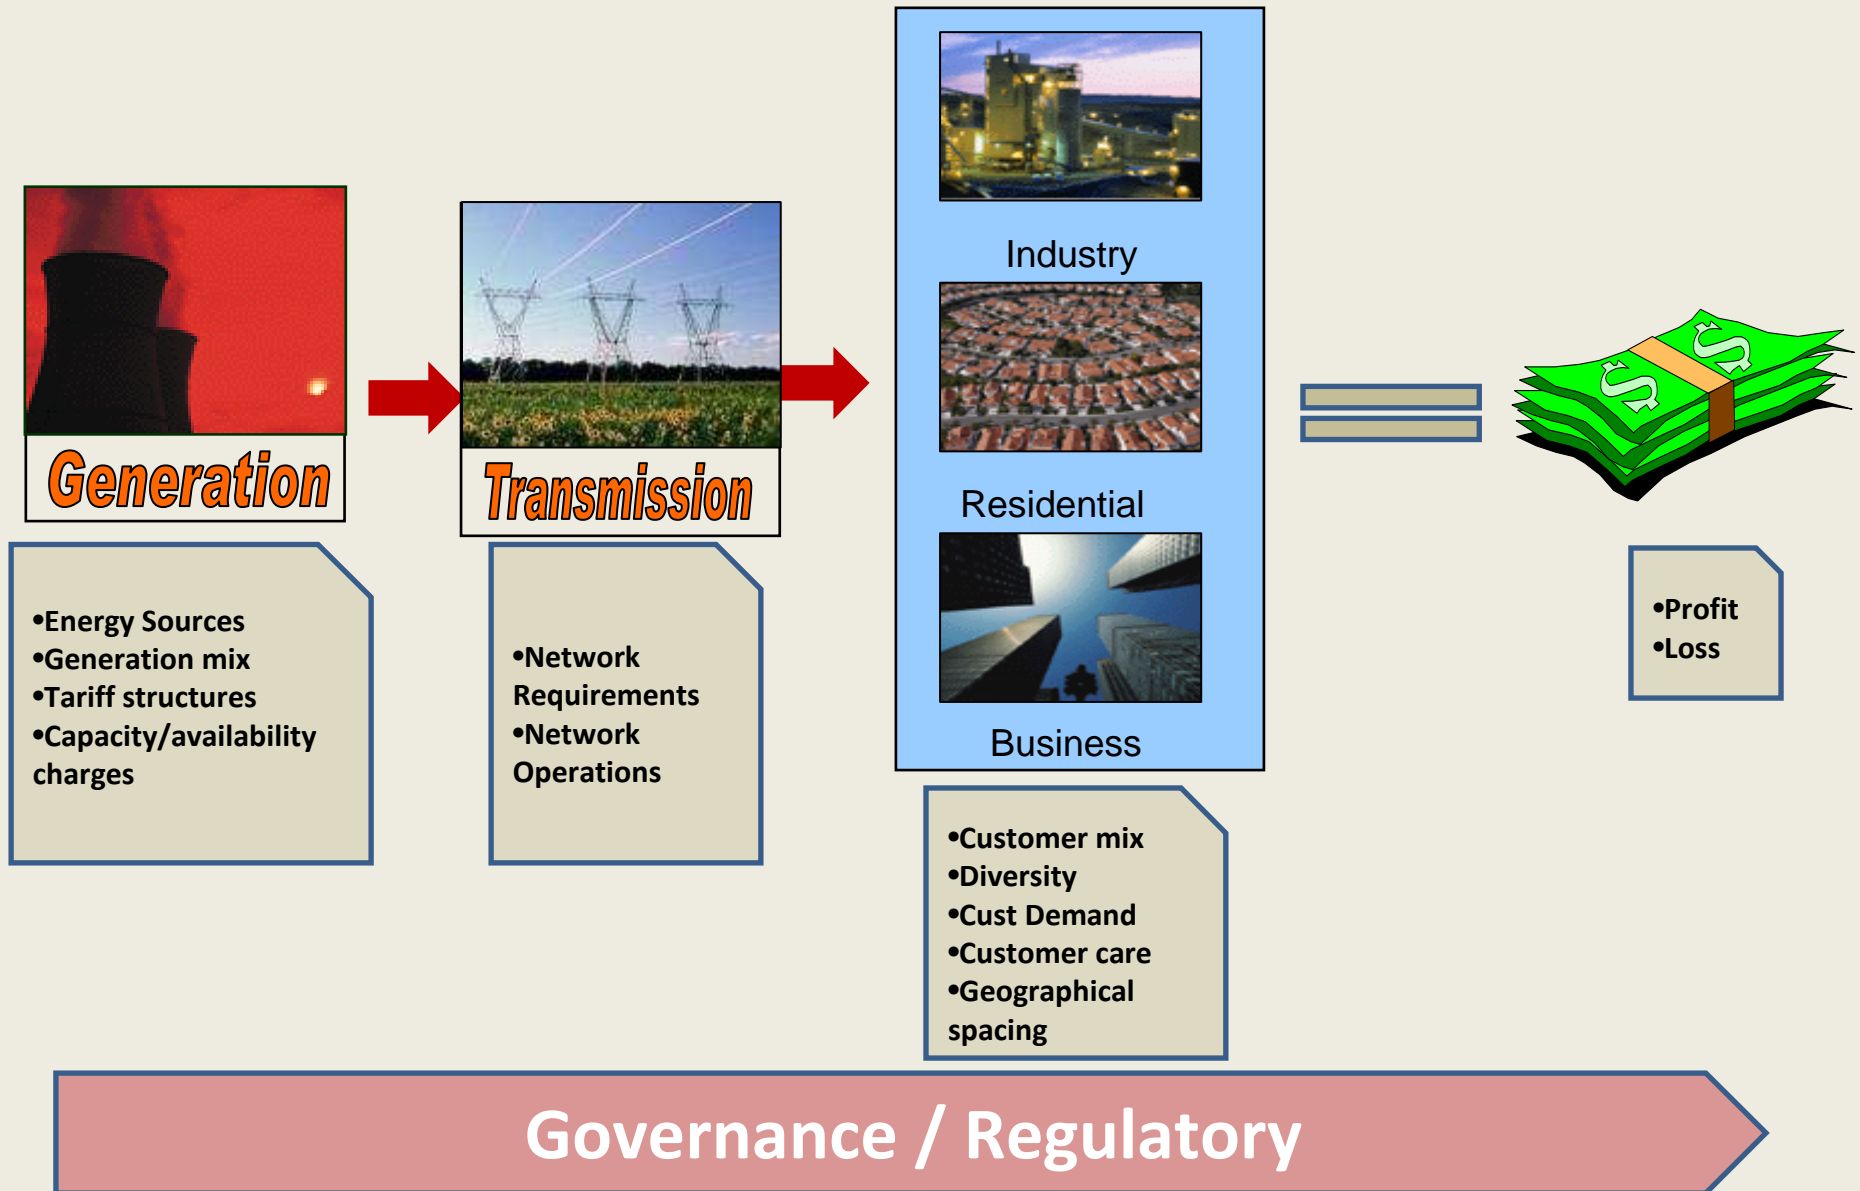 Generation
•Energy Sources
•Generation mix
•Tariff structures
•Capacity/availability
charges
Transmission
•Network
Requirements
•Network
Operations
Industry
Residential
Business
•Customer mix
•Diversity
•Cust Demand
•Customer care
•Geographical
spacing
$ $
•Profit
•Loss
Governance / Regulatory